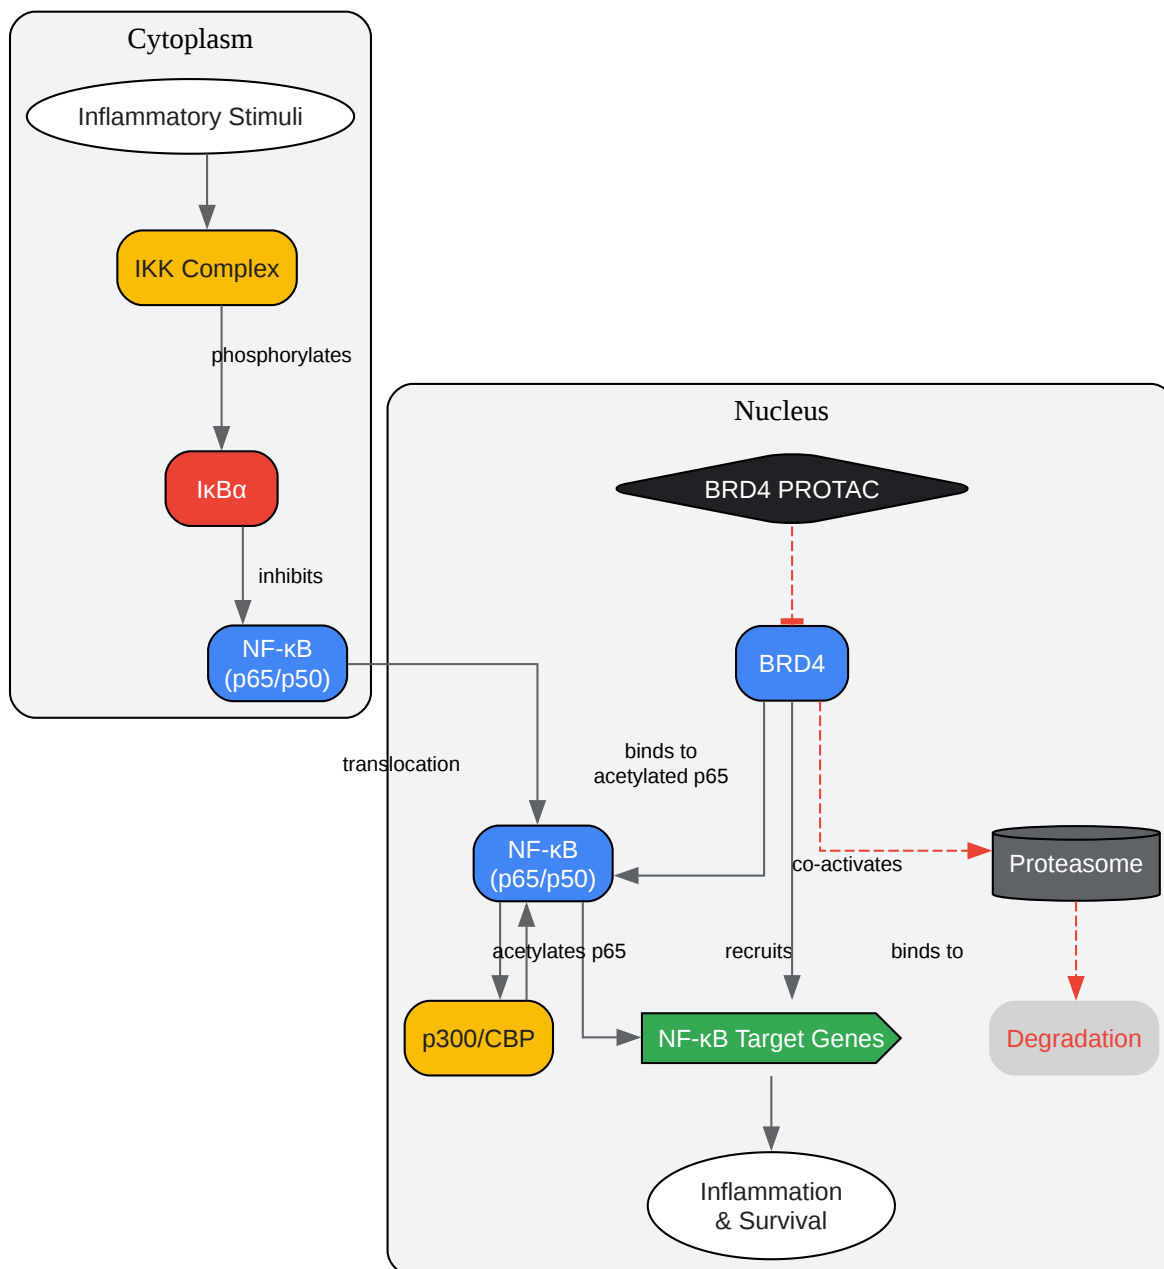 Cytoplasm
Inflammatory Stimuli
IKK Complex
phosphorylates
IκBα
inhibits
NF-κB
(p65/p50)
translocation
Nucleus
BRD4 PROTAC
BRD4
binds to
acetylated p65
NF-κB
(p65/p50)
co-activates
Proteasome
acetylates p65
recruits
binds to
p300/CBP
NF-κB Target Genes
Degradation
Inflammation
& Survival